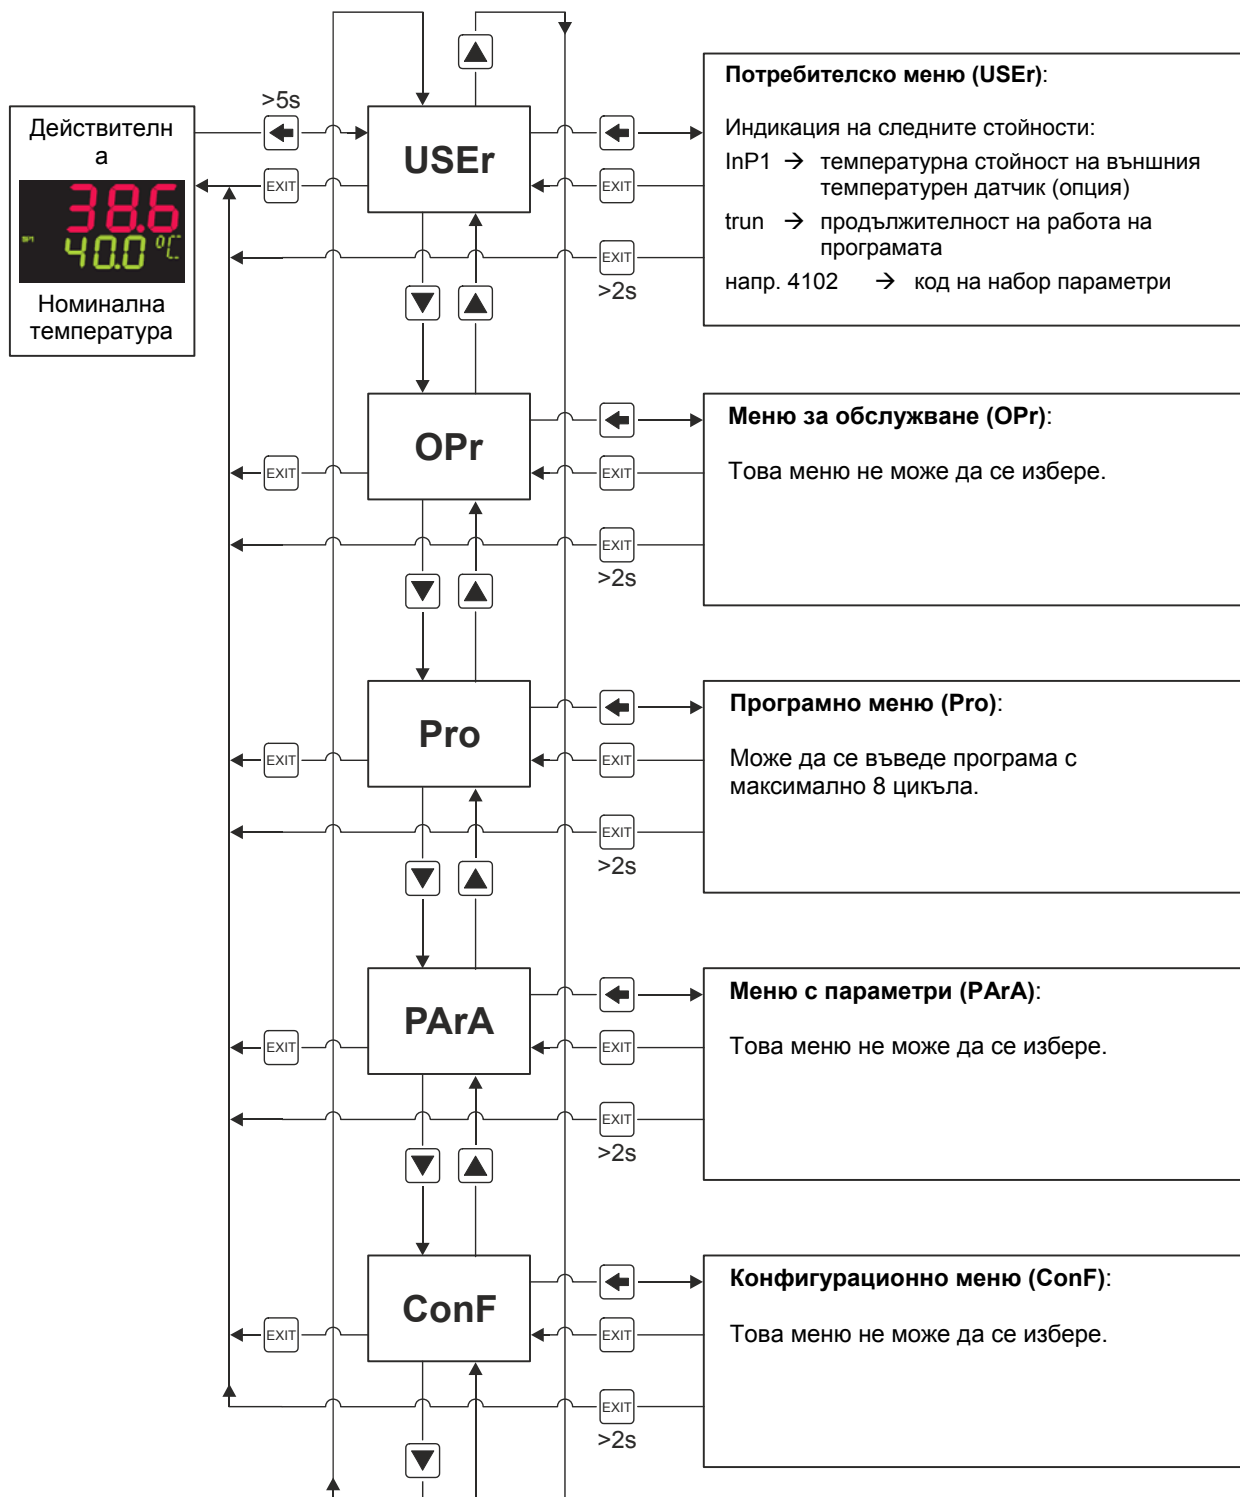 Действителн
а
38.6
40.0 °C
Номинална
температура
>5s
EXIT
USEr
EXIT
EXIT
>2s
Потребителско меню (USEr):
Индикация на следните стойности:
InP1 → температурна стойност на външния
температурен датчик (опция)
trun → продължителност на работа на
програмата
напр. 4102 → код на набор параметри
OPr
EXIT
EXIT
EXIT
>2s
Меню за обслужване (OPr):
Това меню не може да се избере.
Pro
EXIT
EXIT
EXIT
>2s
Програмно меню (Pro):
Може да се въведе програма с
максимално 8 цикъла.
PArA
EXIT
EXIT
EXIT
>2s
Меню с параметри (PArA):
Това меню не може да се избере.
ConF
EXIT
EXIT
EXIT
>2s
Конфигурационно меню (ConF):
Това меню не може да се избере.